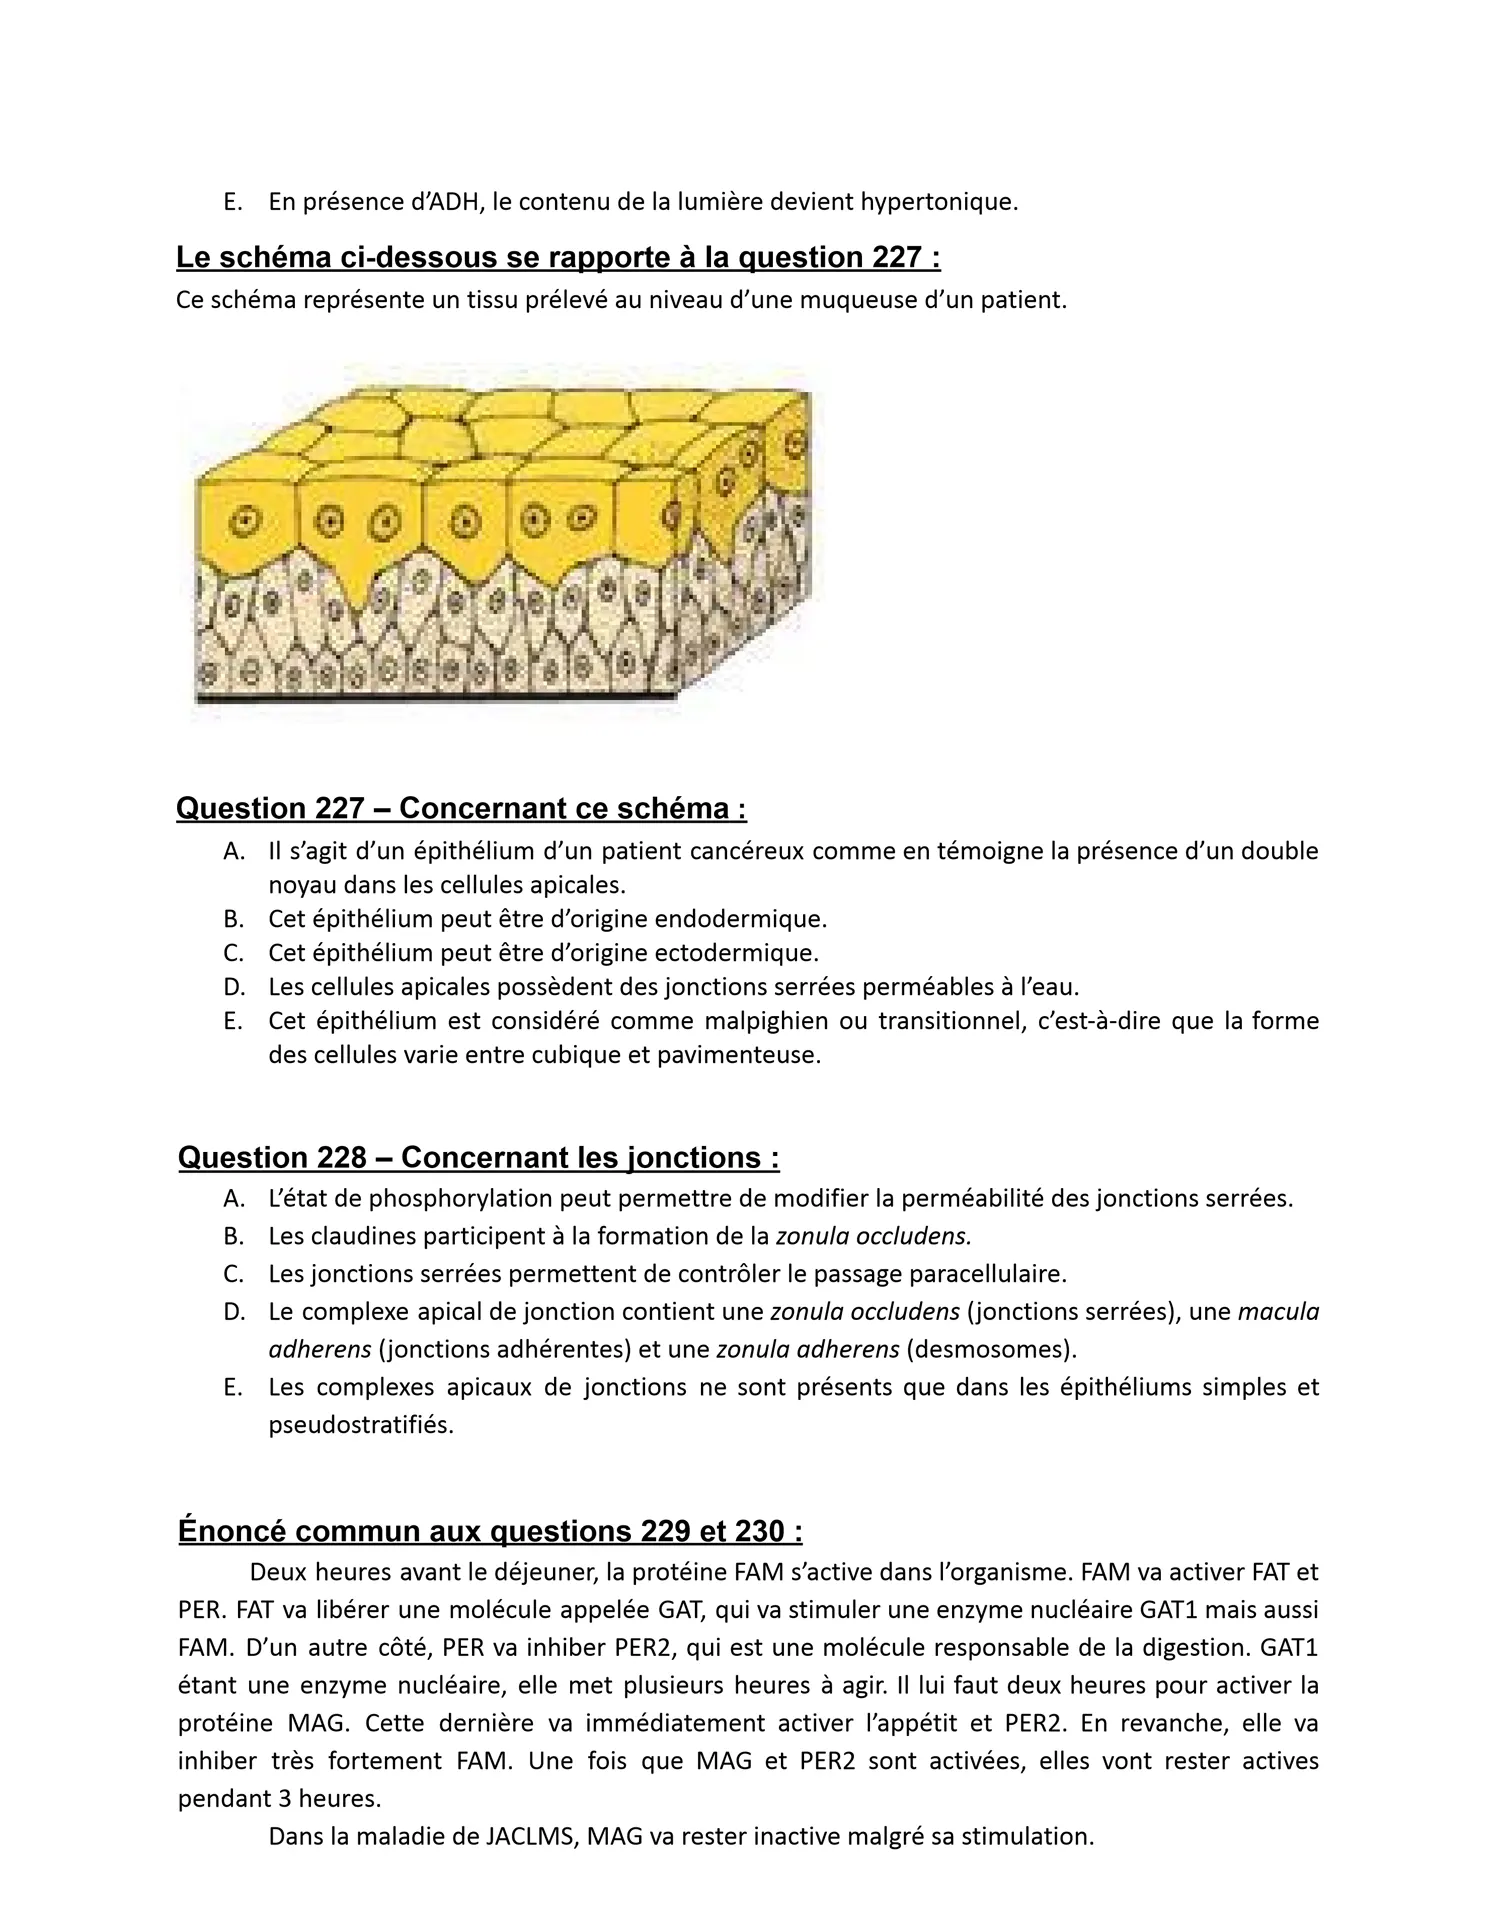 E. En présence d’ADH, le contenu de la lumière devient hypertonique.
Le schéma ci-dessous se rapporte à la question 227 :
Ce schéma représente un tissu prélevé au niveau d’une muqueuse d’un patient.
Question 227 – Concernant ce schéma :
A. Il s’agit d’un épithélium d’un patient cancéreux comme en témoigne la présence d’un double
noyau dans les cellules apicales.
B. Cet épithélium peut être d’origine endodermique.
C. Cet épithélium peut être d’origine ectodermique.
D. Les cellules apicales possèdent des jonctions serrées perméables à l’eau.
E. Cet épithélium est considéré comme malpighien ou transitionnel, c’est-à-dire que la forme
des cellules varie entre cubique et pavimenteuse.
Question 228 – Concernant les jonctions :
A. L’état de phosphorylation peut permettre de modifier la perméabilité des jonctions serrées.
B. Les claudines participent à la formation de la zonula occludens.
C. Les jonctions serrées permettent de contrôler le passage paracellulaire.
D. Le complexe apical de jonction contient une zonula occludens (jonctions serrées), une macula
adherens (jonctions adhérentes) et une zonula adherens (desmosomes).
E. Les complexes apicaux de jonctions ne sont présents que dans les épithéliums simples et
pseudostratifiés.
Énoncé commun aux questions 229 et 230 :
Deux heures avant le déjeuner, la protéine FAM s’active dans l’organisme. FAM va activer FAT et
PER. FAT va libérer une molécule appelée GAT, qui va stimuler une enzyme nucléaire GAT1 mais aussi
FAM. D’un autre côté, PER va inhiber PER2, qui est une molécule responsable de la digestion. GAT1
étant une enzyme nucléaire, elle met plusieurs heures à agir. Il lui faut deux heures pour activer la
protéine MAG. Cette dernière va immédiatement activer l’appétit et PER2. En revanche, elle va
inhiber très fortement FAM. Une fois que MAG et PER2 sont activées, elles vont rester actives
pendant 3 heures.
Dans la maladie de JACLMS, MAG va rester inactive malgré sa stimulation.